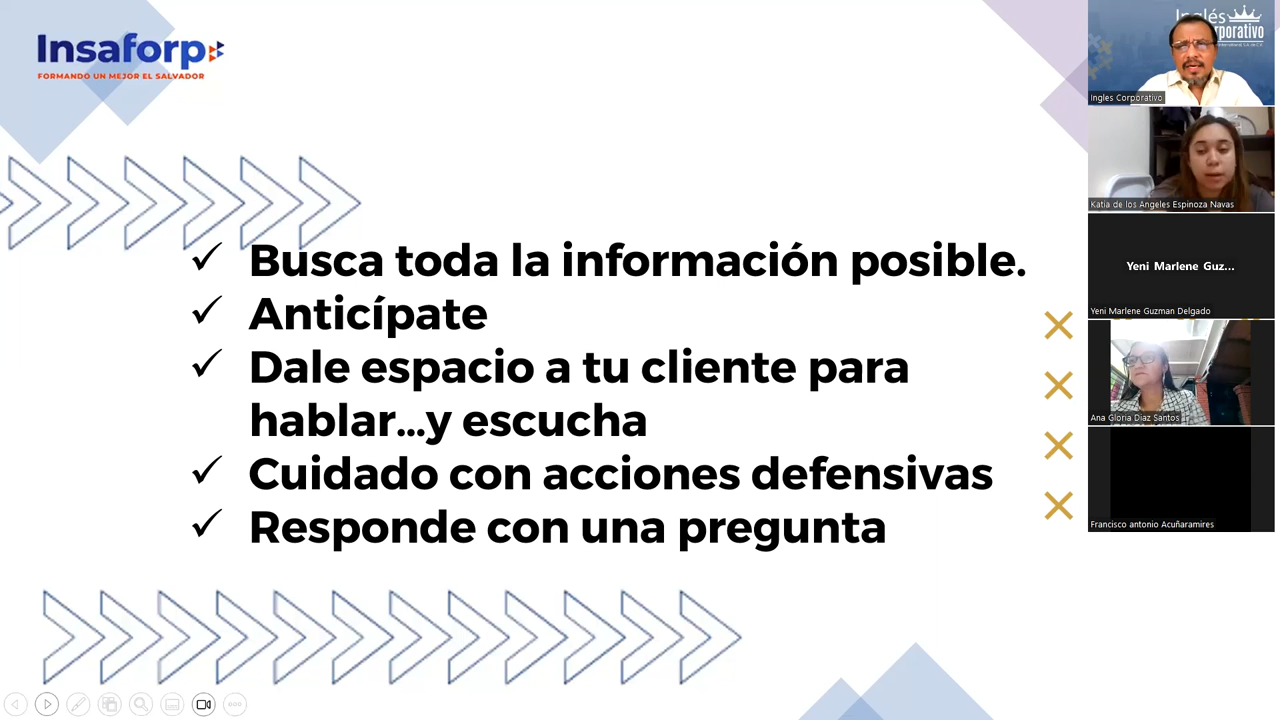 Insaforp
FORMANDO UN MEJOR EL SALVADOR
Busca toda la información posible.
Anticípate
Dale espacio a tu cliente para
hablar...y escucha
Cuidado con acciones defensivas
Responde con una pregunta
Inglés
Ingles Corporativo
Katia de los Angeles Espinoza Navas
Yeni Marlene Guz...
Yeni Marlene Guzman Delgado
Ana Gloria Diaz Santos
Francisco antonio Acuñaramires